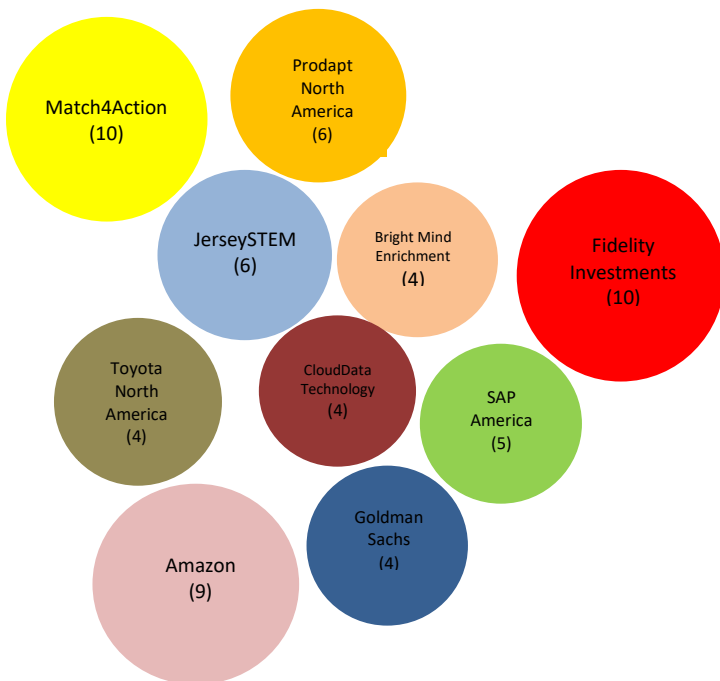 Match4Action
(10)
Prodapt
North
America
(6)
JerseySTEM
(6)
Bright Mind
Enrichment
(4)
Fidelity
Investments
(10)
Toyota
North
America
(4)
CloudData
Technology
(4)
SAP
America
(5)
Amazon
(9)
Goldman
Sachs
(4)